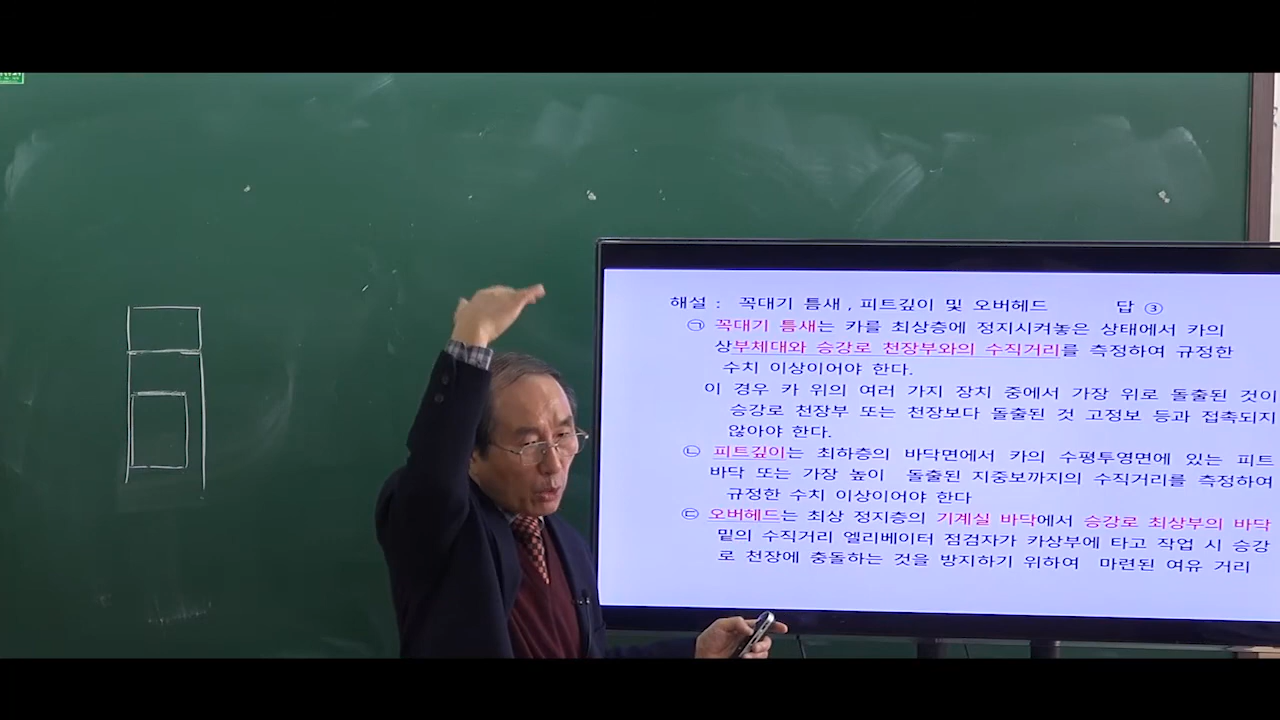 해설 : 꼭대기 틈새 , 피트깊이 및 오버헤드 답 ③
㉠ 꼭대기 틈새는 카를 최상층에 정지시켜놓은 상태에서 카의
상부체대와 승강로 천장부와의 수직거리를 측정하여 규정한
수치 이상이어야 한다.
이 경우 카 위의 여러 가지 장치 중에서 가장 위로 돌출된 것이
승강로 천장부 또는 천장보다 돌출된 것 고정보 등과 접촉되지
않아야 한다.
㉡ 피트깊이는 최하층의 바닥면에서 카의 수평투영면에 있는 피트
바닥 또는 가장 높이 돌출된 지중보까지의 수직거리를 측정하여
규정한 수치 이상이어야 한다
㉢ 오버헤드는 최상 정지층의 기계실 바닥에서 승강로 최상부의 바닥
밑의 수직거리 엘리베이터 점검자가 카상부에 타고 작업 시 승강
로 천장에 충돌하는 것을 방지하기 위하여 마련된 여유 거리